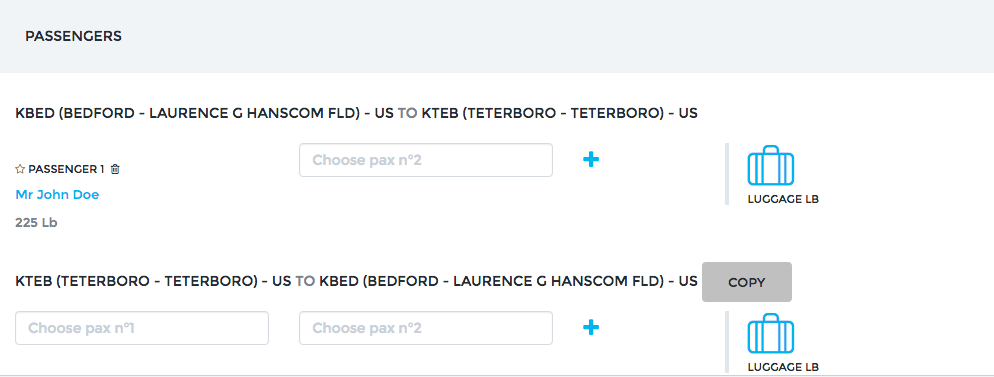 PASSENGERS
KBED (BEDFORD - LAURENCE G HANSCOM FLD) - US TO KTEB (TETERBORO - TETERBORO) - US
PASSENGER 1
Mr John Doe
225 Lb
Choose pax n°2
LUGGAGE LB
KTEB (TETERBORO - TETERBORO) - US TO KBED (BEDFORD - LAURENCE G HANSCOM FLD) - US
COPY
Choose pax n°1
Choose pax n°2
LUGGAGE LB